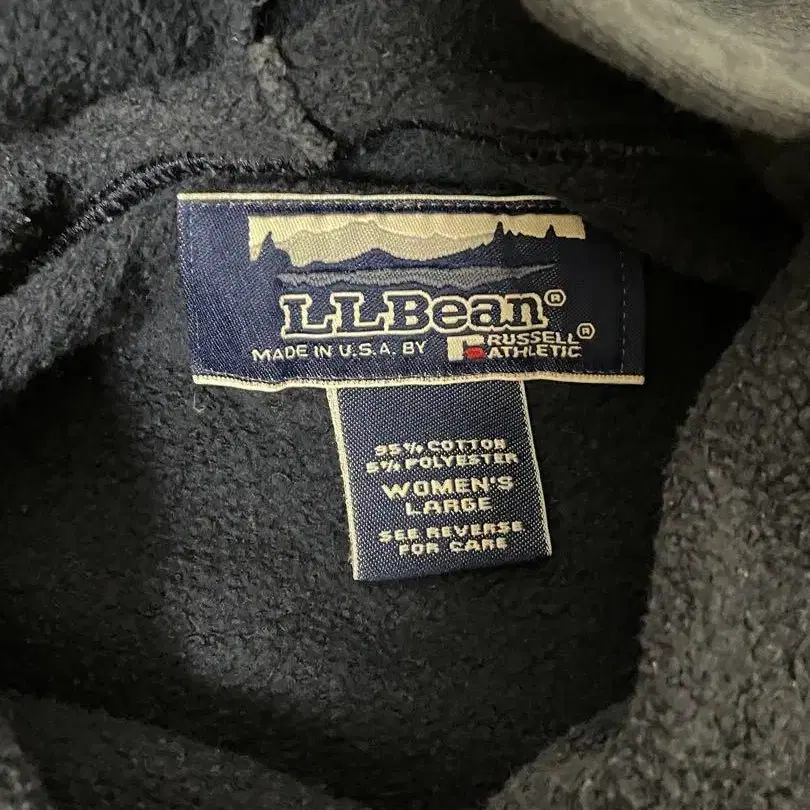 L.L.Bean®
MADE IN U.S.A. BY RUSSELL ATHLETIC®
95% COTTON
5% POLYESTER
WOMEN'S
LARGE
SEE REVERSE
FOR CARE